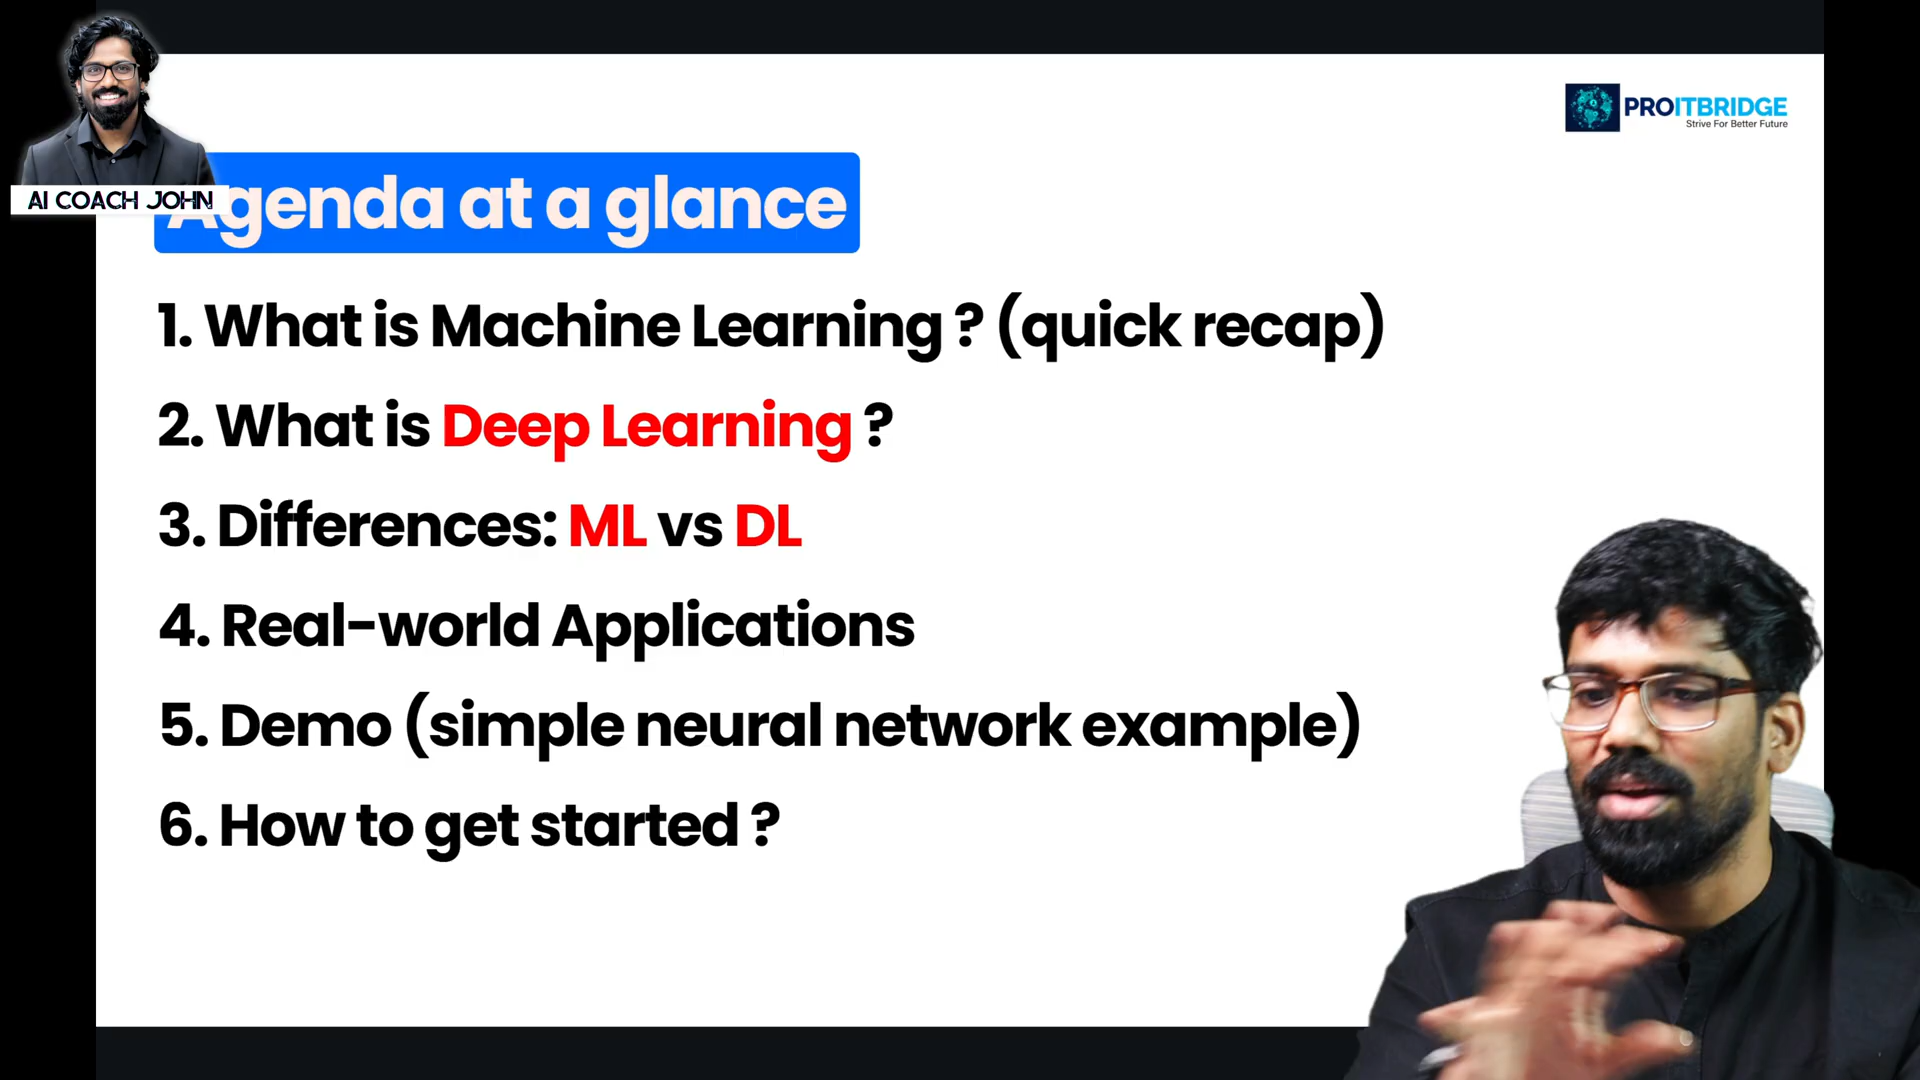 PROITBRIDGE
Strive For Better Future
AI COACH JOHN
Agenda at a glance
1. What is Machine Learning ? (quick recap)
2. What is Deep Learning ?
3. Differences: ML vs DL
4. Real-world Applications
5. Demo (simple neural network example)
6. How to get started ?